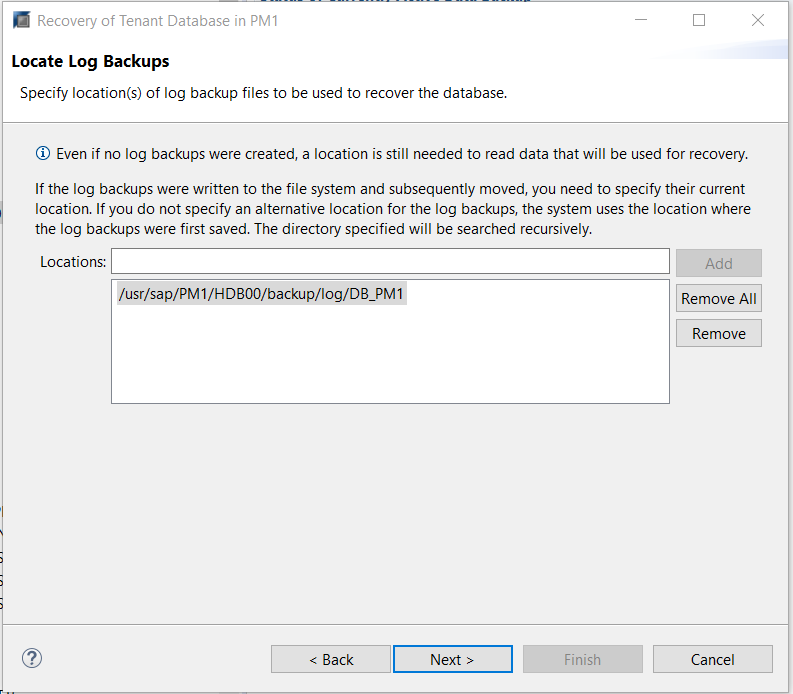 Recovery of Tenant Database in PM1
Locate Log Backups
Specify location(s) of log backup files to be used to recover the database.
Even if no log backups were created, a location is still needed to read data that will be used for recovery.
If the log backups were written to the file system and subsequently moved, you need to specify their current
location. If you do not specify an alternative location for the log backups, the system uses the location where
the log backups were first saved. The directory specified will be searched recursively.
Locations:
Add
/usr/sap/PM1/HDB00/backup/log/DB_PM1
Remove All
Remove
?
< Back
Next >
Finish
Cancel